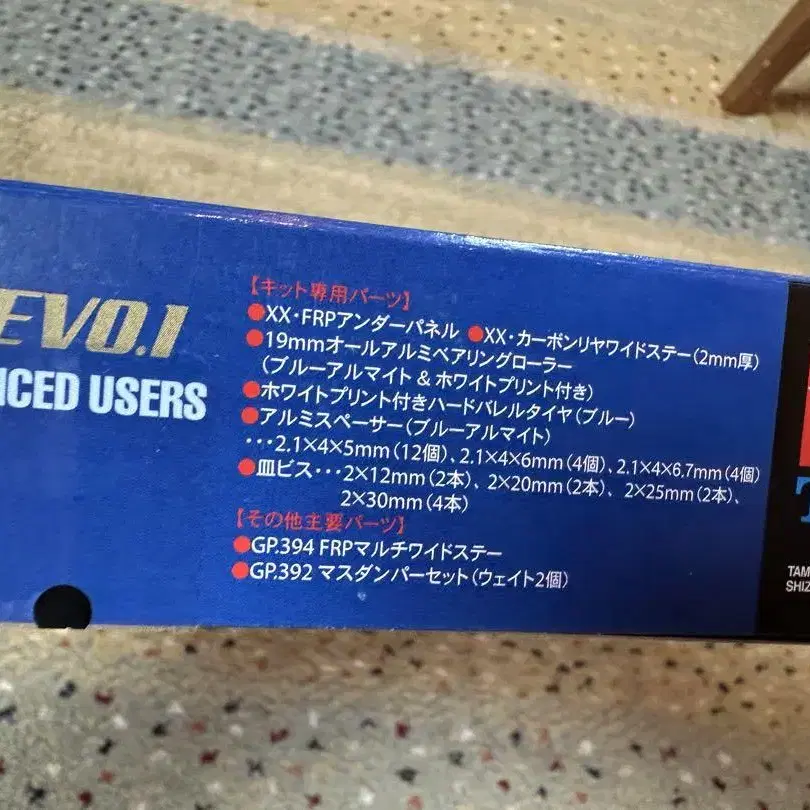 EVO.1
NCED USERS
【キット専用パーツ】
●XX・FRPアンダーパネル ●XX・カーボンリヤワイドステー(2mm厚)
●19mmオールアルミベアリングローラー
(ブルーアルマイト & ホワイトプリント付き)
●ホワイトプリント付きハードバレルタイヤ(ブルー)
●アルミスペーサー(ブルーアルマイト)
・・・2.1×4×5mm(12個)、2.1×4×6mm(4個)、2.1×4×6.7mm(4個)
●皿ビス・・・2×12mm(2本)、2×20mm(2本)、2×25mm(2本)、
2×30mm(4本)
【その他主要パーツ】
●GP.394 FRPマルチワイドステー
●GP.392 マスダンパーセット(ウェイト2個)
T
TAM
SHIZ